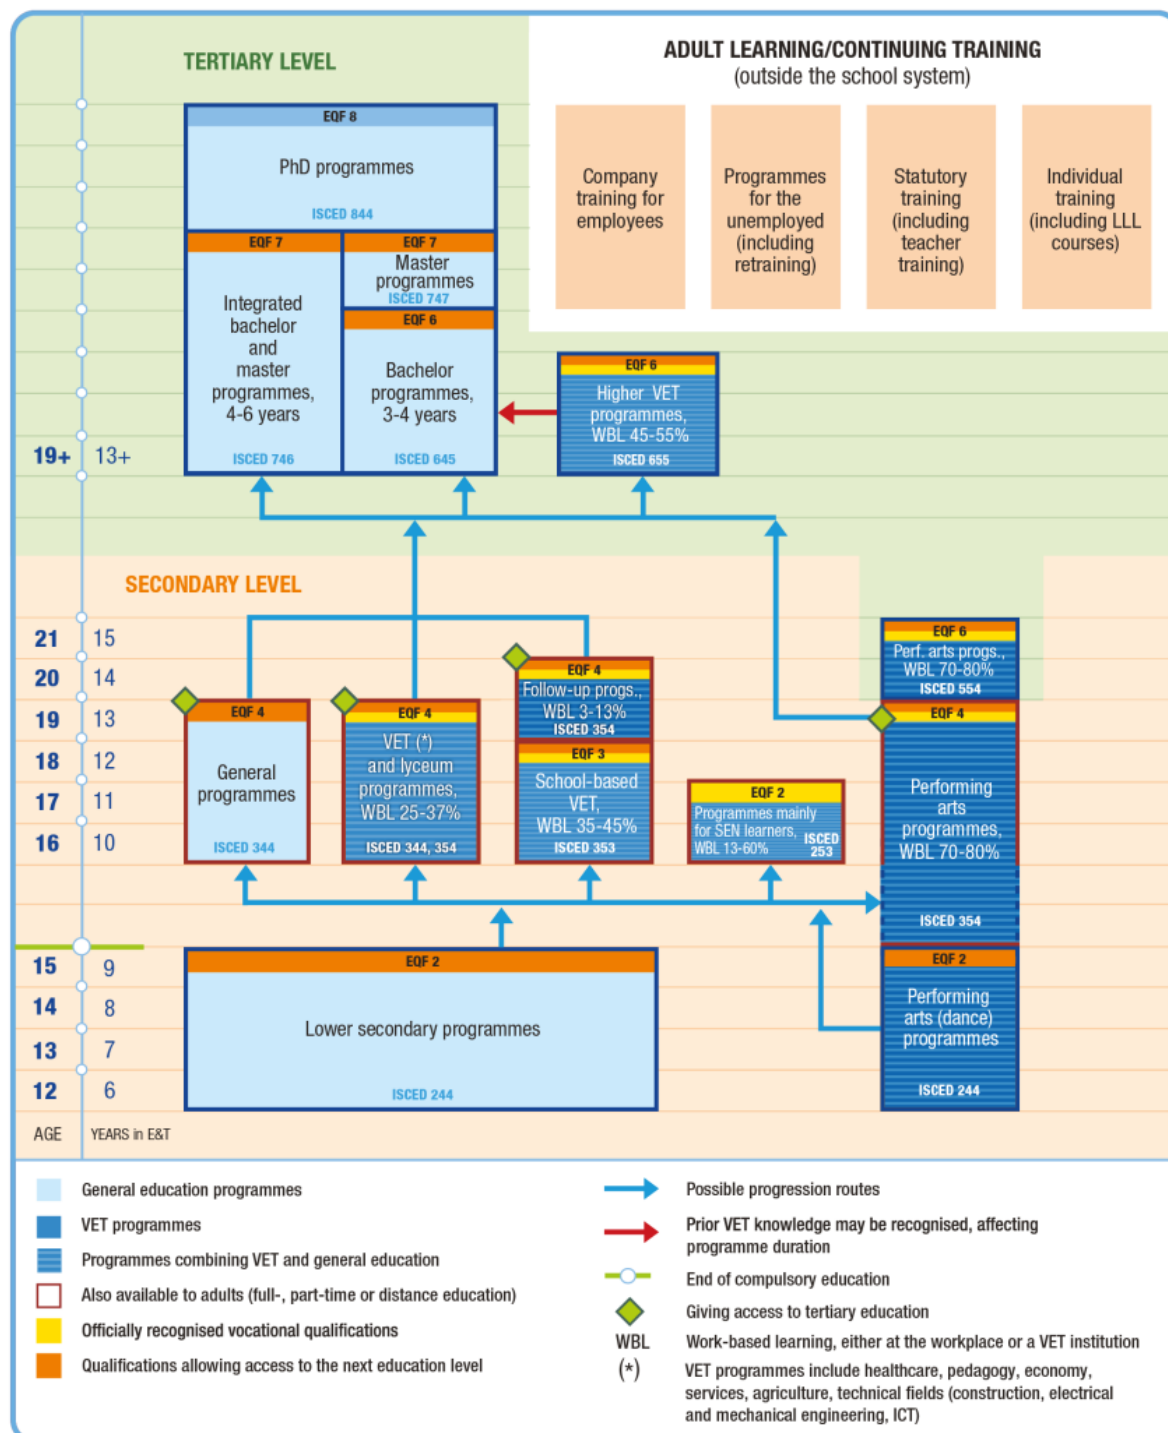 TERTIARY LEVEL
ADULT LEARNING/CONTINUING TRAINING
(outside the school system)
Company
training for
employees
Programmes
for the
unemployed
(including
retraining)
Statutory
training
(including
teacher
training)
Individual
training
(including LLL
courses)
EQF 8
PhD programmes
ISCED 844
EQF 7
Integrated
bachelor
and
master
programmes,
4-6 years
ISCED 746
EQF 7
Master
programmes
ISCED 747
EQF 6
Bachelor
programmes,
3-4 years
ISCED 645
EQF 6
Higher VET
programmes,
WBL 45-55%
ISCED 655
19+ 13+
SECONDARY LEVEL
21 15
20 14
19 13
18 12
17 11
16 10
EQF 4
General
programmes
ISCED 344
EQF 4
VET (*)
and lyceum
programmes,
WBL 25-37%
ISCED 344, 354
EQF 4
Follow-up progs.,
WBL 3-13%
ISCED 354
EQF 3
School-based
VET,
WBL 35-45%
ISCED 353
EQF 2
Programmes mainly
for SEN learners,
WBL 13-60%
ISCED
253
EQF 6
Perf. arts progs.,
WBL 70-80%
ISCED 554
EQF 4
Performing
arts
programmes,
WBL 70-80%
ISCED 354
EQF 2
Performing
arts (dance)
programmes
ISCED 244
15 9
14 8
13 7
12 6
EQF 2
Lower secondary programmes
ISCED 244
AGE YEARS in E&T
General education programmes
VET programmes
Programmes combining VET and general education
Also available to adults (full-, part-time or distance education)
Officially recognised vocational qualifications
Qualifications allowing access to the next education level
Possible progression routes
Prior VET knowledge may be recognised, affecting
programme duration
End of compulsory education
Giving access to tertiary education
WBL Work-based learning, either at the workplace or a VET institution
(*) VET programmes include healthcare, pedagogy, economy,
services, agriculture, technical fields (construction, electrical
and mechanical engineering, ICT)